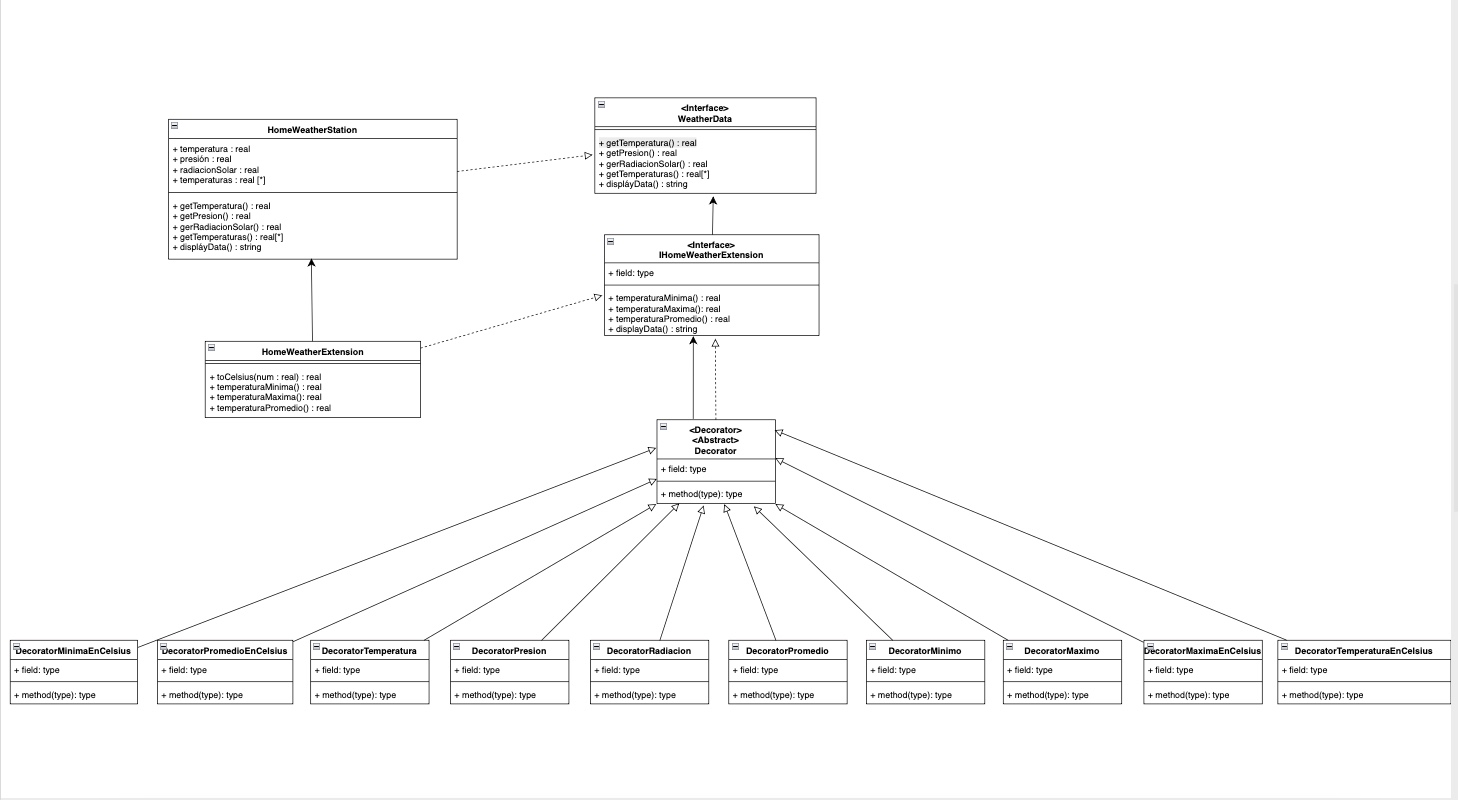 HomeWeatherStation
+ temperatura : real
+ presión : real
+ radiacionSolar : real
+ temperaturas : real [*]
+ getTemperatura() : real
+ getPresion() : real
+ gerRadiacionSolar() : real
+ getTemperaturas() : real[*]
+ displáyData() : string
<Interface>
WeatherData
+ getTemperatura() : real
+ getPresion() : real
+ gerRadiacionSolar() : real
+ getTemperaturas() : real[*]
+ displáyData() : string
<Interface>
IHomeWeatherExtension
+ field: type
+ temperaturaMinima() : real
+ temperaturaMaxima(): real
+ temperaturaPromedio() : real
+ displayData() : string
HomeWeatherExtension
+ toCelsius(num : real) : real
+ temperaturaMinima() : real
+ temperaturaMaxima(): real
+ temperaturaPromedio() : real
<Decorator>
<Abstract>
Decorator
+ field: type
+ method(type): type
DecoratorMinimaEnCelsius
+ field: type
+ method(type): type
DecoratorPromedioEnCelsius
+ field: type
+ method(type): type
DecoratorTemperatura
+ field: type
+ method(type): type
DecoratorPresion
+ field: type
+ method(type): type
DecoratorRadiacion
+ field: type
+ method(type): type
DecoratorPromedio
+ field: type
+ method(type): type
DecoratorMinimo
+ field: type
+ method(type): type
DecoratorMaximo
+ field: type
+ method(type): type
DecoratorMaximaEnCelsius
+ field: type
+ method(type): type
DecoratorTemperaturaEnCelsius
+ field: type
+ method(type): type